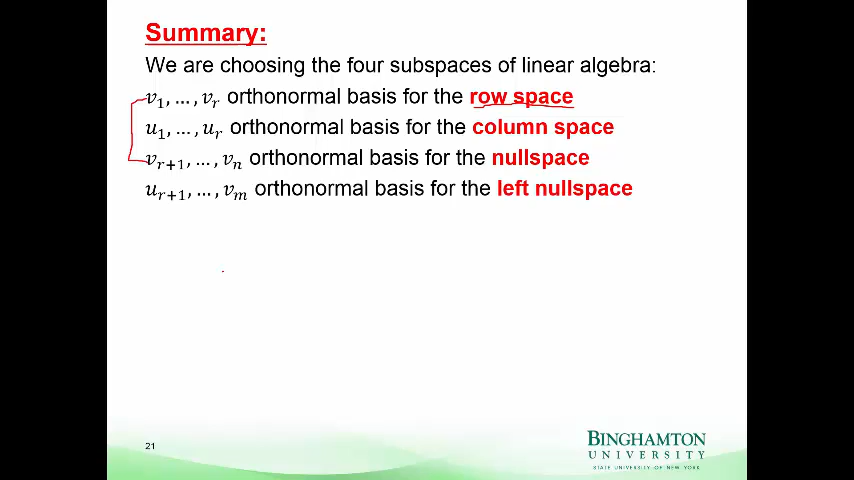 Summary:
We are choosing the four subspaces of linear algebra:
v₁, … , vᵣ orthonormal basis for the row space
u₁, … , uᵣ orthonormal basis for the column space
vᵣ₊₁, … , vₙ orthonormal basis for the nullspace
uᵣ₊₁, … , vₘ orthonormal basis for the left nullspace
21
BINGHAMTON
UNIVERSITY
STATE UNIVERSITY OF NEW YORK